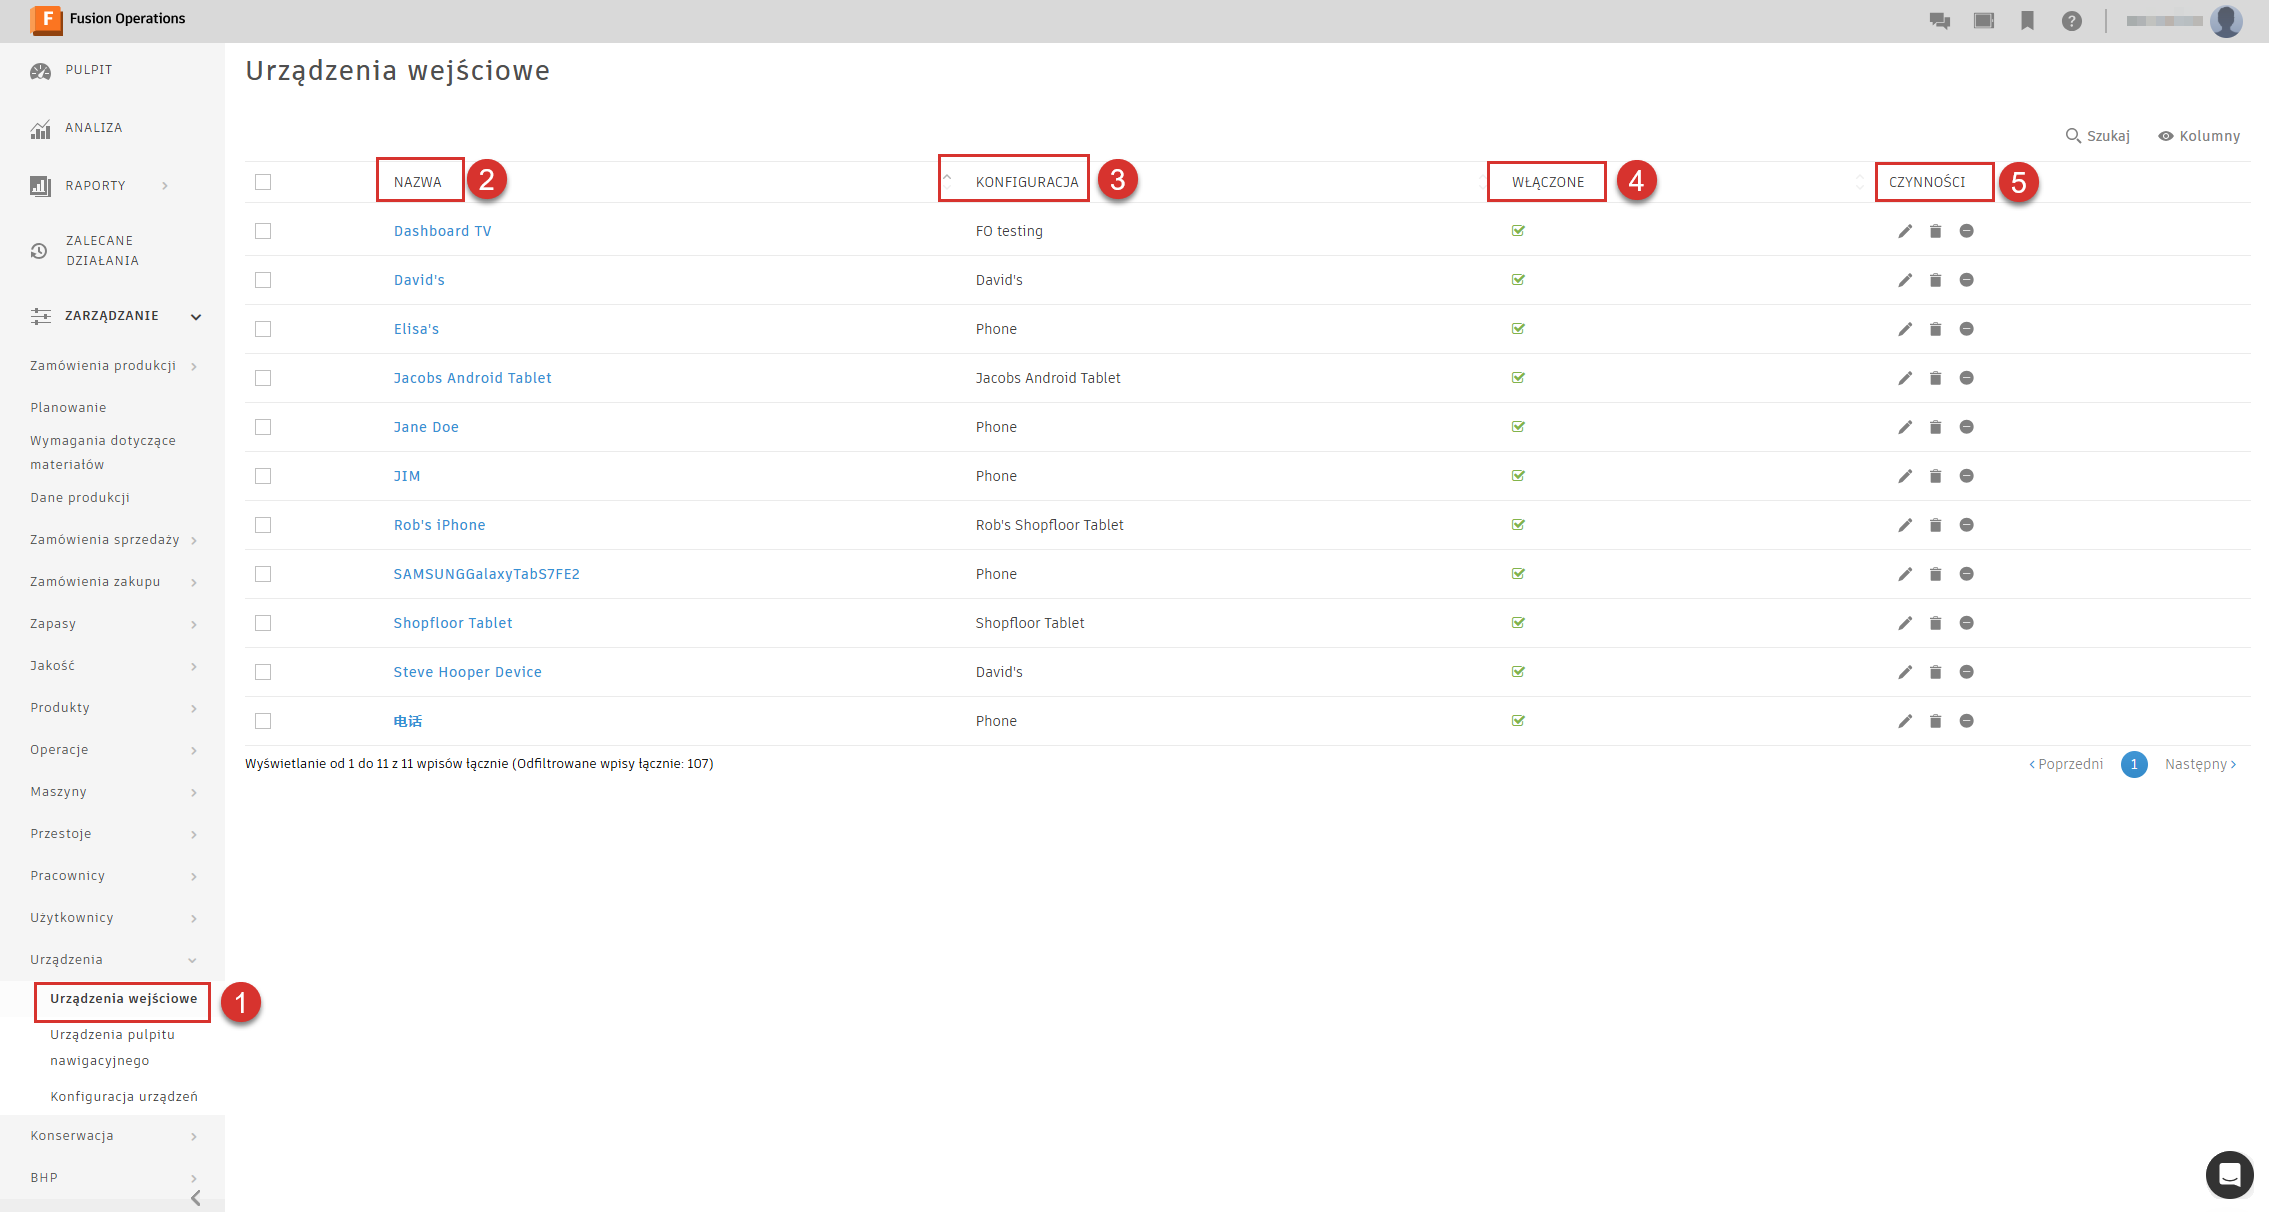 F Fusion Operations
PULPIT
ANALIZA
RAPORTY
ZALECANE
DZIAŁANIA
ZARZĄDZANIE
Zamówienia produkcji
Planowanie
Wymagania dotyczące
materiałów
Dane produkcji
Zamówienia sprzedaży
Zamówienia zakupu
Zapasy
Jakość
Produkty
Operacje
Maszyny
Przestoje
Pracownicy
Użytkownicy
Urządzenia
Urządzenia wejściowe 1
Urządzenia pulpitu
nawigacyjnego
Konfiguracja urządzeń
Konserwacja
BHP
Urządzenia wejściowe
Szukaj Kolumny
NAZWA 2 KONFIGURACJA 3 WŁĄCZONE 4 CZYNNOŚCI 5
Dashboard TV FO testing
David's David's
Elisa's Phone
Jacobs Android Tablet Jacobs Android Tablet
Jane Doe Phone
JIM Phone
Rob's iPhone Rob's Shopfloor Tablet
SAMSUNGGalaxyTabS7FE2 Phone
Shopfloor Tablet Shopfloor Tablet
Steve Hooper Device David's
电话 Phone
Wyświetlanie od 1 do 11 z 11 wpisów łącznie (Odfiltrowane wpisy łącznie: 107)
Poprzedni 1 Następny